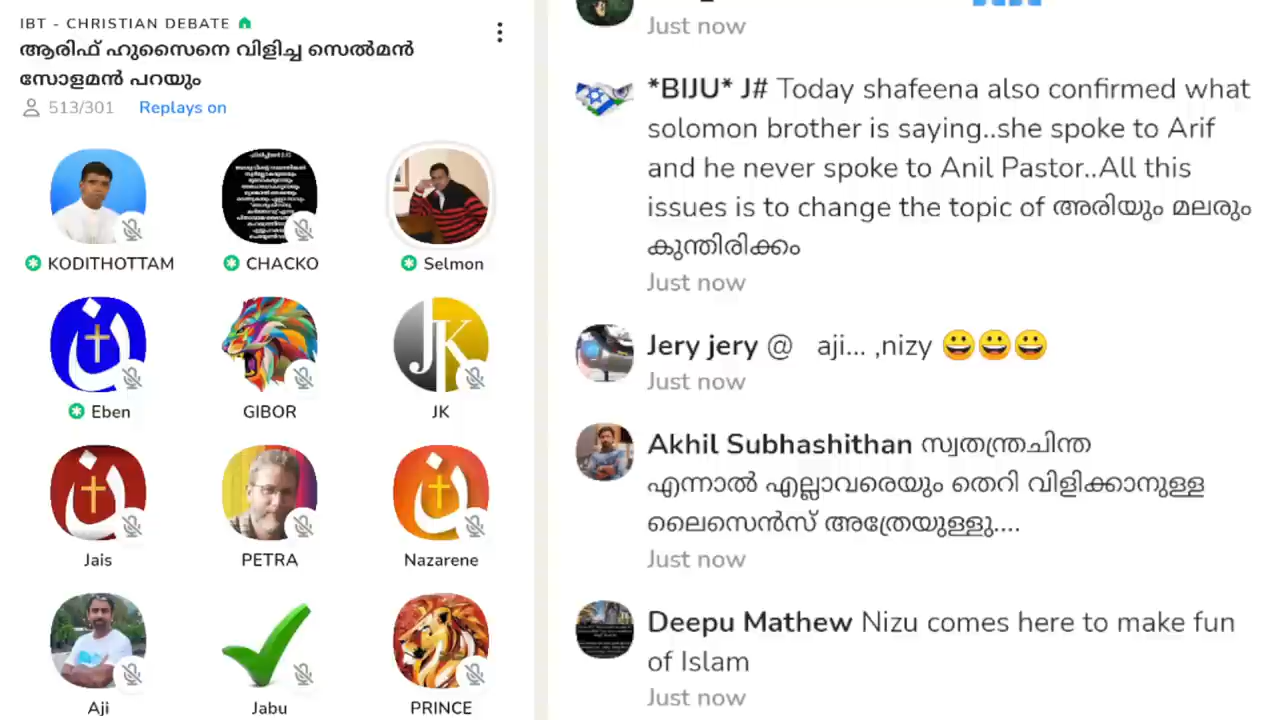 IBT - CHRISTIAN DEBATE
ആരിഫ് ഹുസൈനെ വിളിച്ച സെൽമൻ
സോളമൻ പറയും
513/301 Replays on
KODITHOTTAM
CHACKO
Selmon
Eben
GIBOR
JK
JK
Jais
PETRA
Nazarene
Aji
Jabu
PRINCE
Just now
*BIJU* J# Today shafeena also confirmed what
solomon brother is saying..she spoke to Arif
and he never spoke to Anil Pastor..All this
issues is to change the topic of അരിയും മലരും
കുന്തിരിക്കം
Just now
Jery jery @ aji... ,nizy 😀😀😀
Just now
Akhil Subhashithan സ്വതന്ത്രചിന്ത
എന്നാൽ എല്ലാവരെയും തെറി വിളിക്കാനുള്ള
ലൈസെൻസ് അത്രേയുള്ളു....
Just now
Deepu Mathew Nizu comes here to make fun
of Islam
Just now